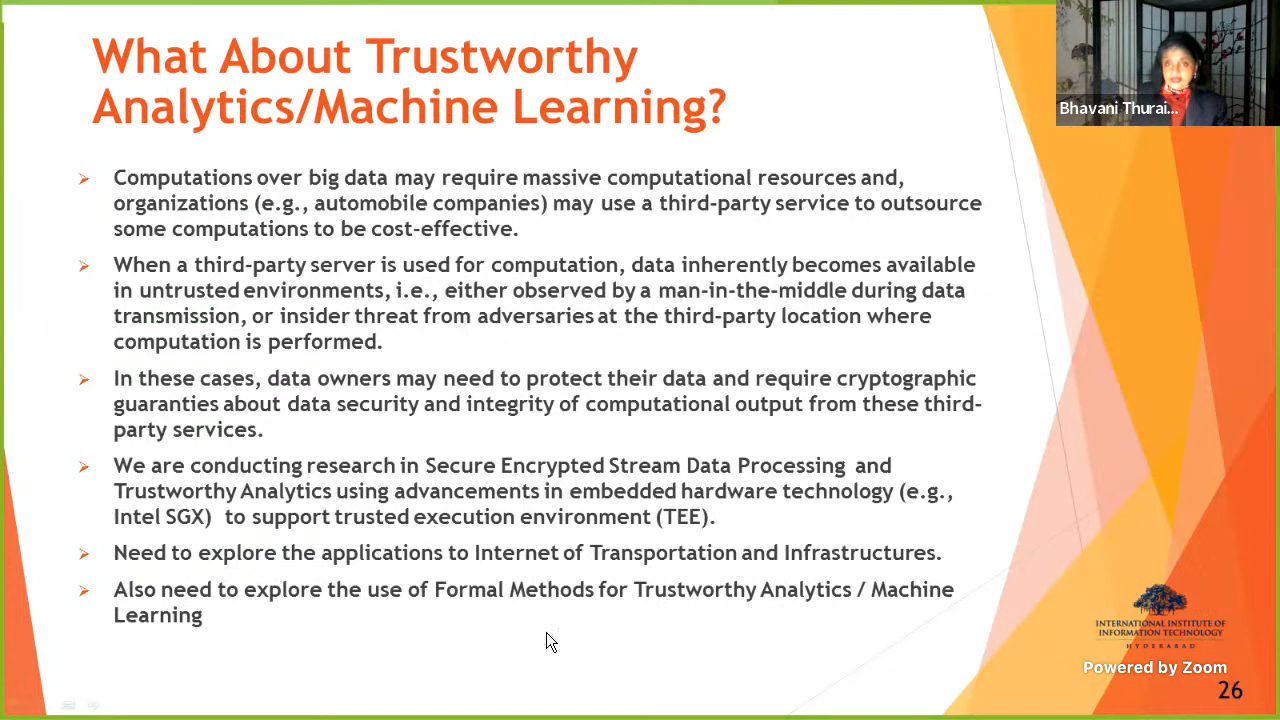 What About Trustworthy
Analytics/Machine Learning?
Bhavani Thurai...
Computations over big data may require massive computational resources and,
organizations (e.g., automobile companies) may use a third-party service to outsource
some computations to be cost-effective.
When a third-party server is used for computation, data inherently becomes available
in untrusted environments, i.e., either observed by a man-in-the-middle during data
transmission, or insider threat from adversaries at the third-party location where
computation is performed.
In these cases, data owners may need to protect their data and require cryptographic
guaranties about data security and integrity of computational output from these third-
party services.
We are conducting research in Secure Encrypted Stream Data Processing and
Trustworthy Analytics using advancements in embedded hardware technology (e.g.,
Intel SGX) to support trusted execution environment (TEE).
Need to explore the applications to Internet of Transportation and Infrastructures.
Also need to explore the use of Formal Methods for Trustworthy Analytics / Machine
Learning
INTERNATIONAL INSTITUTE OF
INFORMATION TECHNOLOGY
HYDERABAD
Powered by Zoom
26